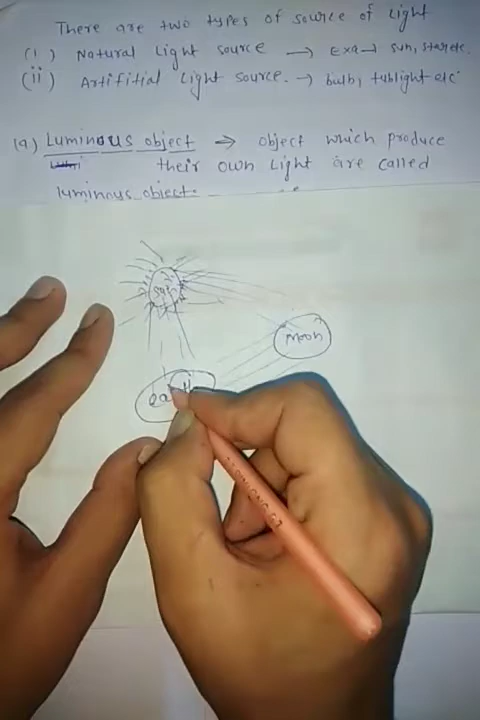 There are two types of source of light
(i) Natural Light source → Exa→ sun, star etc.
(ii) Artifitial Light source. → bulb, tublight etc
(a) Luminous object ⇒ object which produce
their own Light are called
luminous object.
sun
Moon